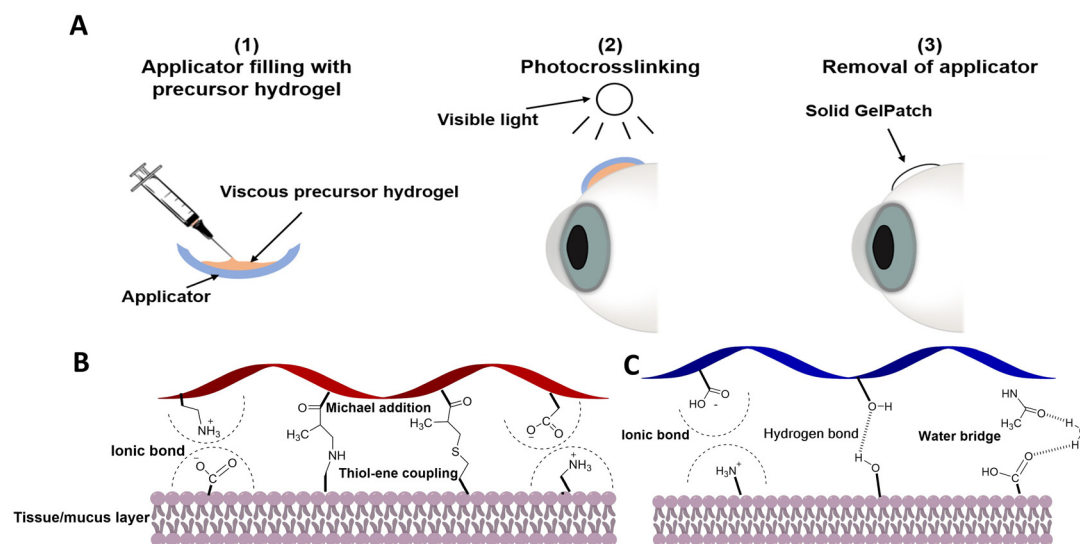 A
(1)
Applicator filling with
precursor hydrogel
(2)
Photocrosslinking
(3)
Removal of applicator
Visible light
Solid GelPatch
Viscous precursor hydrogel
Applicator
B
C
Michael addition
O
O
H3C
H3C
NH3
+
O
O
-
Ionic bond
O
O
-
NH
S
Thiol-ene coupling
NH3
+
Tissue/mucus layer
O
HO
-
Ionic bond
H3N
+
O-H
Hydrogen bond
H
O
HN
O
H3C
H
H
Water bridge
HO
O